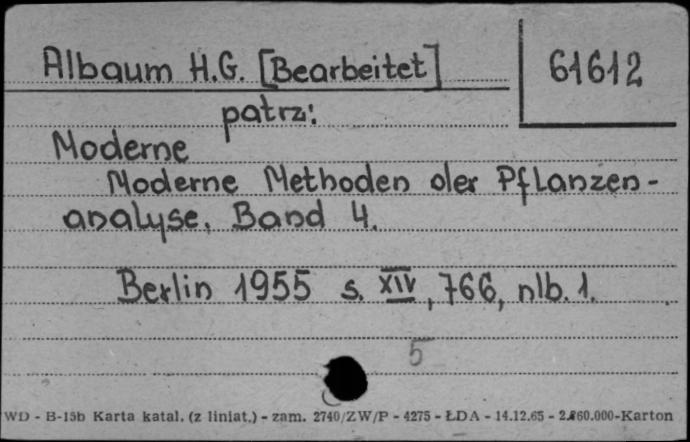 Albaum H.G. [Bearbeitet]
61612
patrz:
Moderne
Moderne Methoden der Pflanzen-
analyse. Band 4.
Berlin 1955 s. XIV, 766, nlb. 1.
5
WD - B-15b Karta katal. (z liniat.) - zam. 2740/ZW/P - 4275 - ŁDA - 14.12.65 - 2.860.000-Karton